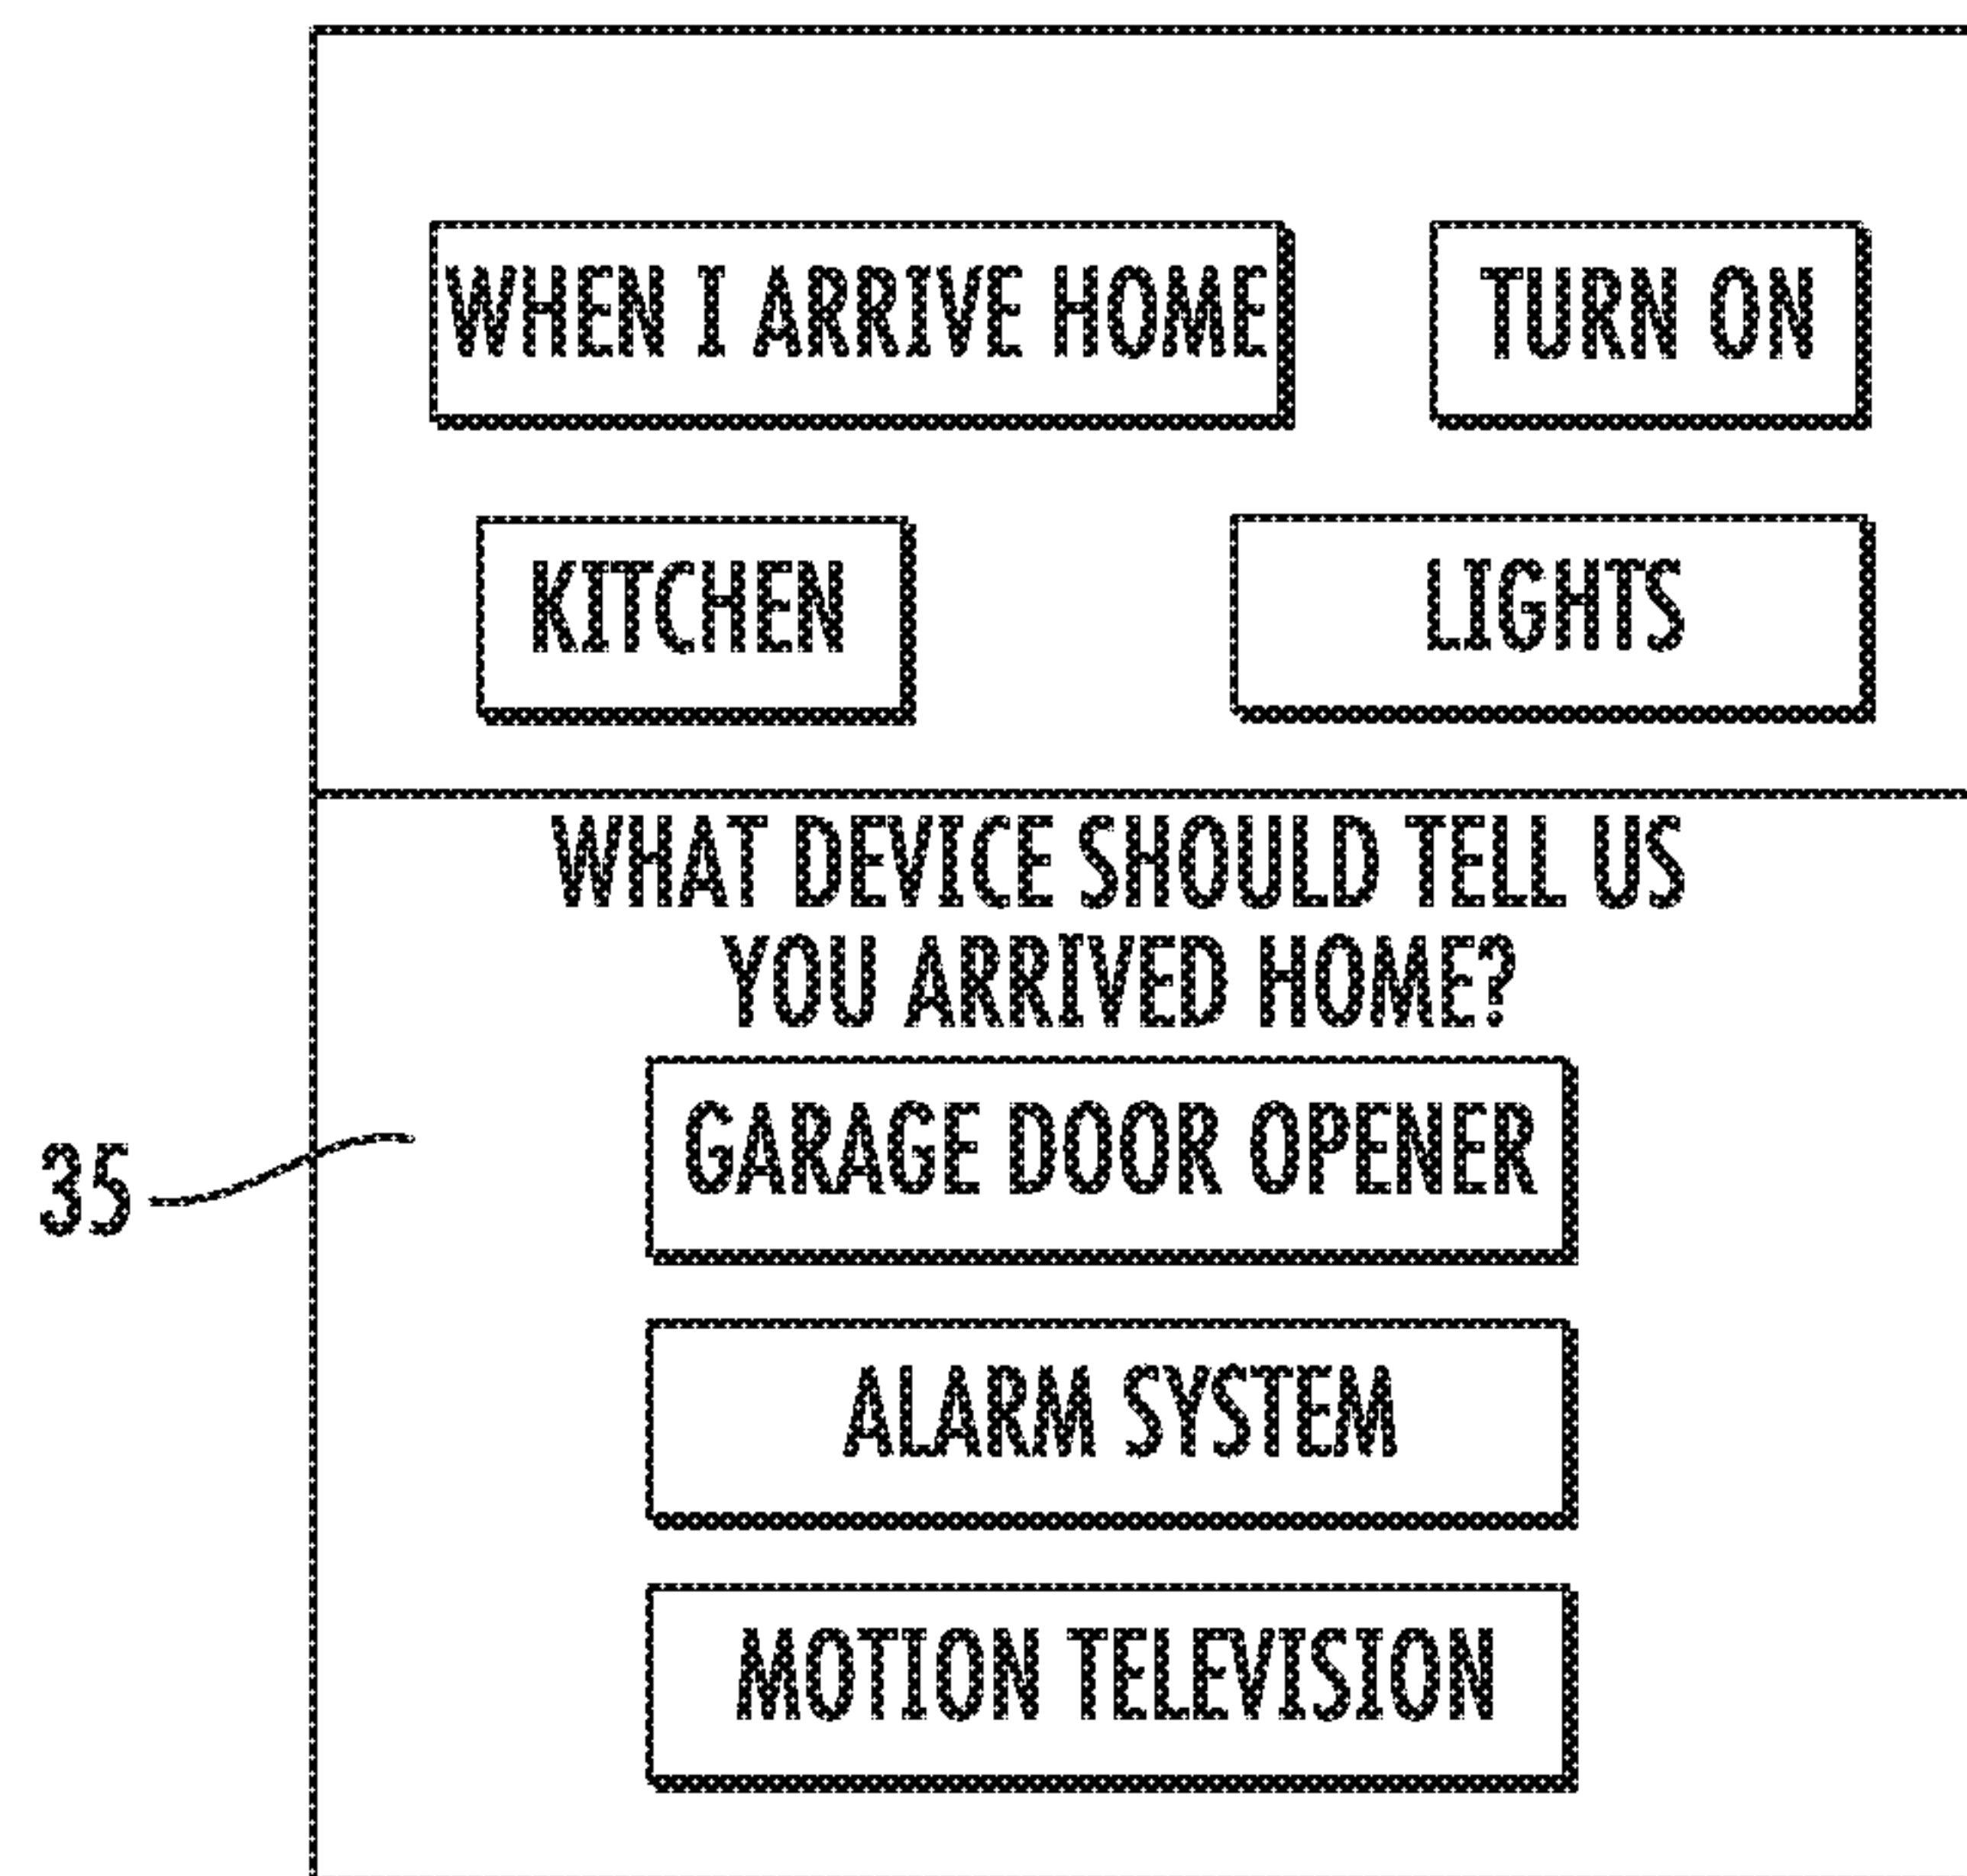 WHEN I ARRIVE HOME TURN ON
KITCHEN LIGHTS
WHAT DEVICE SHOULD TELL US
YOU ARRIVED HOME?
GARAGE DOOR OPENER
35
ALARM SYSTEM
MOTION TELEVISION